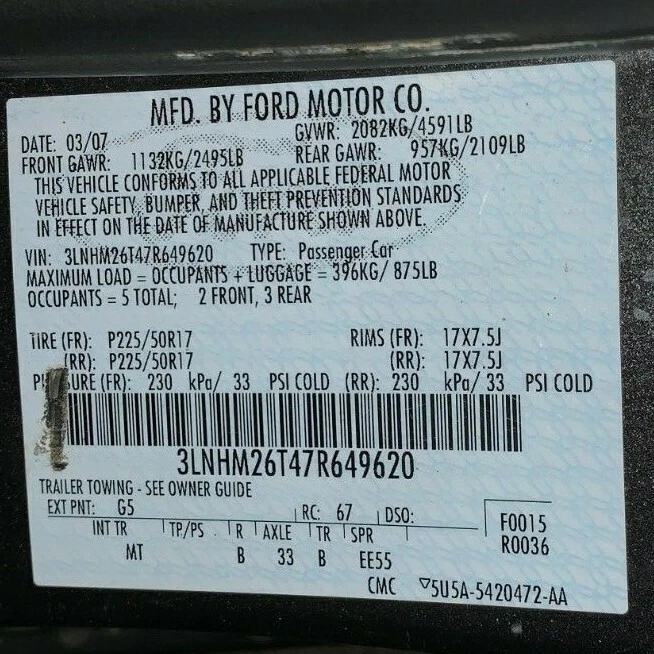 MFD. BY FORD MOTOR CO.
DATE: 03/07 GVWR: 2082KG/4591LB
FRONT GAWR: 1132KG/2495LB REAR GAWR: 957KG/2109LB
THIS VEHICLE CONFORMS TO ALL APPLICABLE FEDERAL MOTOR
VEHICLE SAFETY, BUMPER, AND THEFT PREVENTION STANDARDS
IN EFFECT ON THE DATE OF MANUFACTURE SHOWN ABOVE.
VIN: 3LNHM26T47R649620 TYPE: Passenger Car
MAXIMUM LOAD = OCCUPANTS + LUGGAGE = 396KG/ 875LB
OCCUPANTS = 5 TOTAL; 2 FRONT, 3 REAR
TIRE (FR): P225/50R17 RIMS (FR): 17X7.5J
(RR): P225/50R17 (RR): 17X7.5J
(FR): 230 kPa/ 33 PSI COLD (RR): 230 kPa/ 33 PSI COLD
3LNHM26T47R649620
TRAILER TOWING - SEE OWNER GUIDE
EXT PNT: G5 RC: 67 DSO: F0015
INT TR TP/PS R AXLE TR SPR R0036
MT B 33 B EE55
CMC ▽5U5A-5420472-AA